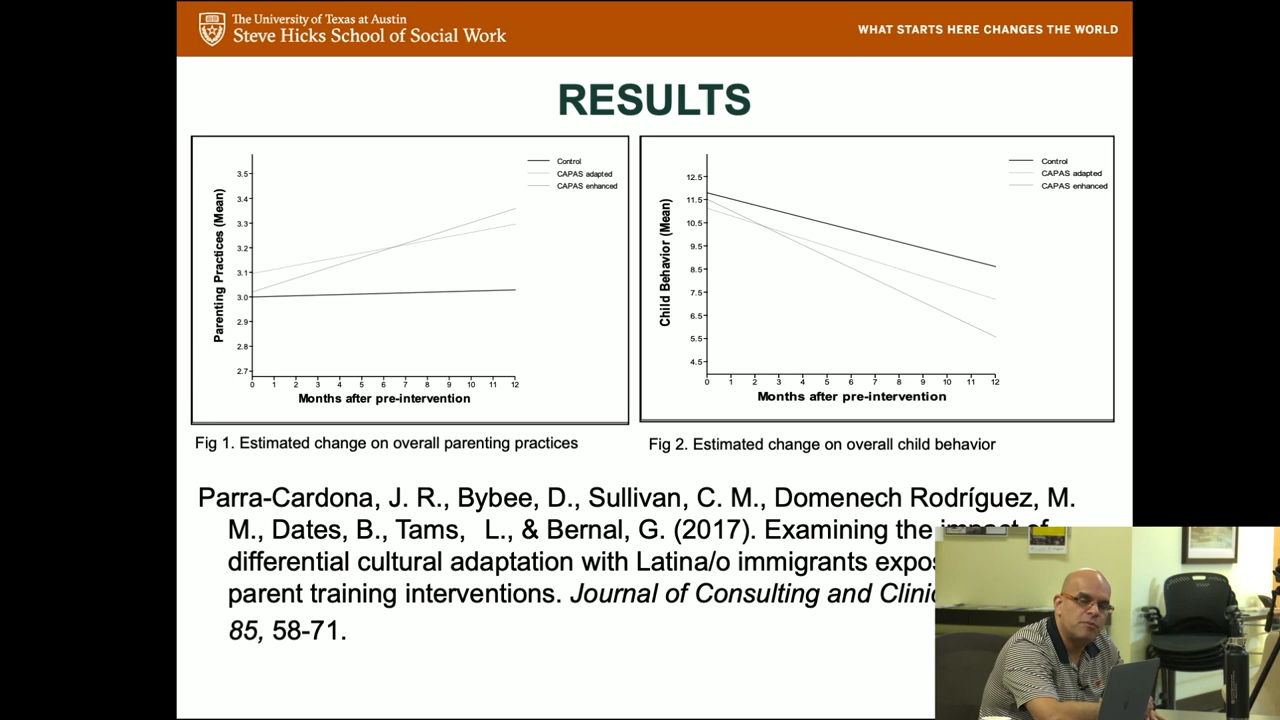 The University of Texas at Austin
Steve Hicks School of Social Work
WHAT STARTS HERE CHANGES THE WORLD
RESULTS
Control
CAPAS adapted
CAPAS enhanced
Parenting Practices (Mean)
3.5
3.4
3.3
3.2
3.1
3.0
2.9
2.8
2.7
0 1 2 3 4 5 6 7 8 9 10 11 12
Months after pre-intervention
Fig 1. Estimated change on overall parenting practices
Control
CAPAS adapted
CAPAS enhanced
Child Behavior (Mean)
12.5
11.5
10.5
9.5
8.5
7.5
6.5
5.5
4.5
0 1 2 3 4 5 6 7 8 9 10 11 12
Months after pre-intervention
Fig 2. Estimated change on overall child behavior
Parra-Cardona, J. R., Bybee, D., Sullivan, C. M., Domenech Rodríguez, M.
M., Dates, B., Tams, L., & Bernal, G. (2017). Examining the impact of
differential cultural adaptation with Latina/o immigrants
parent training interventions. Journal of Consulting and
85, 58-71.